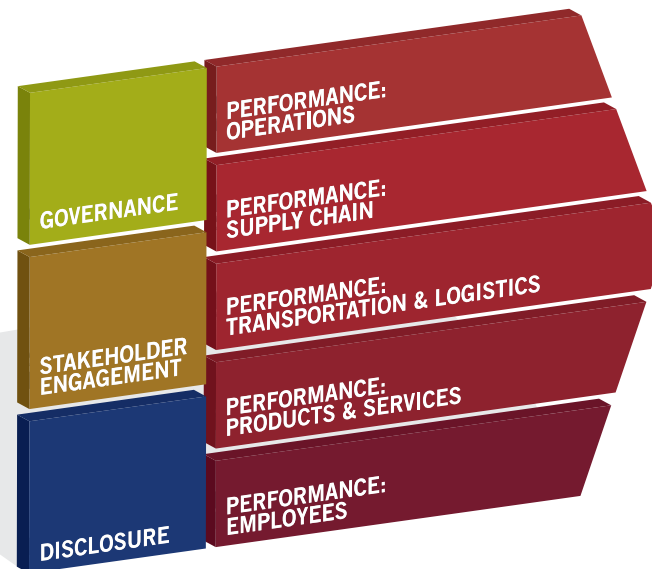 GOVERNANCE
STAKEHOLDER
ENGAGEMENT
DISCLOSURE
PERFORMANCE:
OPERATIONS
PERFORMANCE:
SUPPLY CHAIN
PERFORMANCE:
TRANSPORTATION & LOGISTICS
PERFORMANCE:
PRODUCTS & SERVICES
PERFORMANCE:
EMPLOYEES